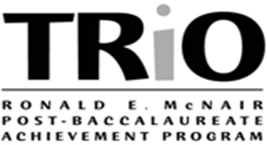 TRiO
RONALD E. McNAIR
POST-BACCALAUREATE
ACHIEVEMENT PROGRAM